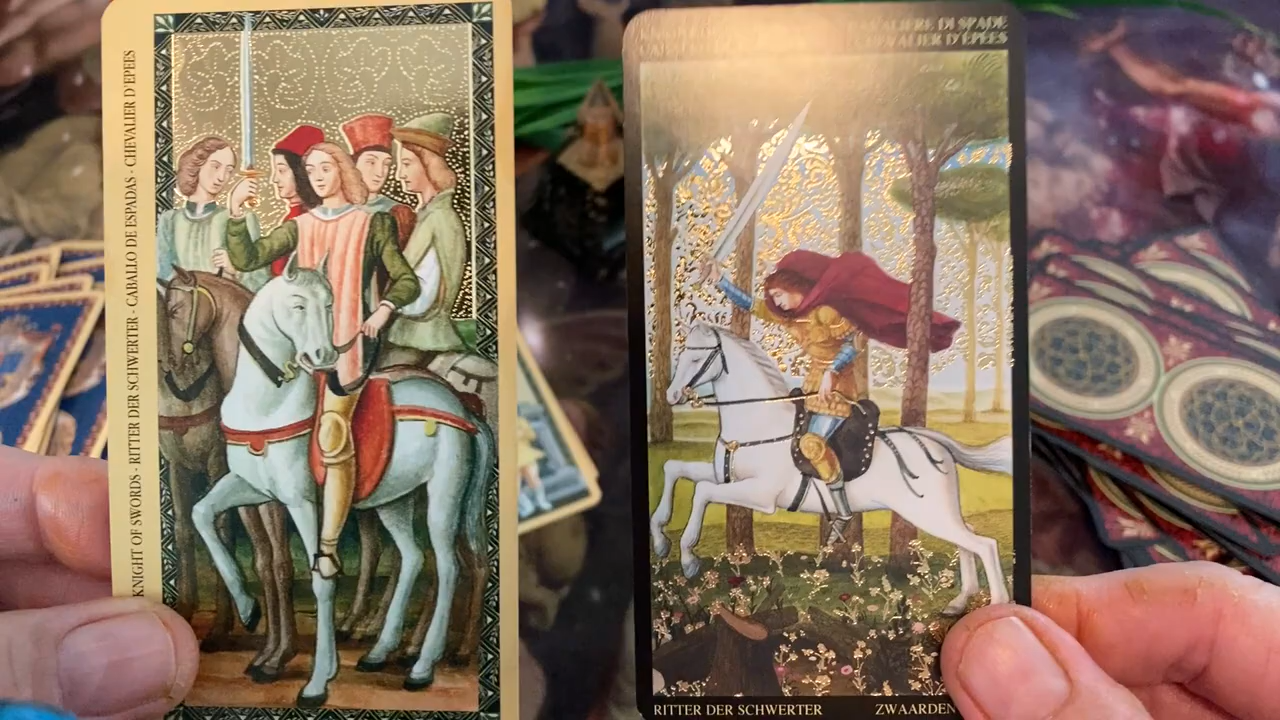 KNIGHT OF SWORDS - RITTER DER SCHWERTER - CABALLO DE ESPADAS - CHEVALIER D'EPEES
CAVALIERE DI SPADE
CHEVALIER D'ÉPÉES
RITTER DER SCHWERTER ZWAARDEN